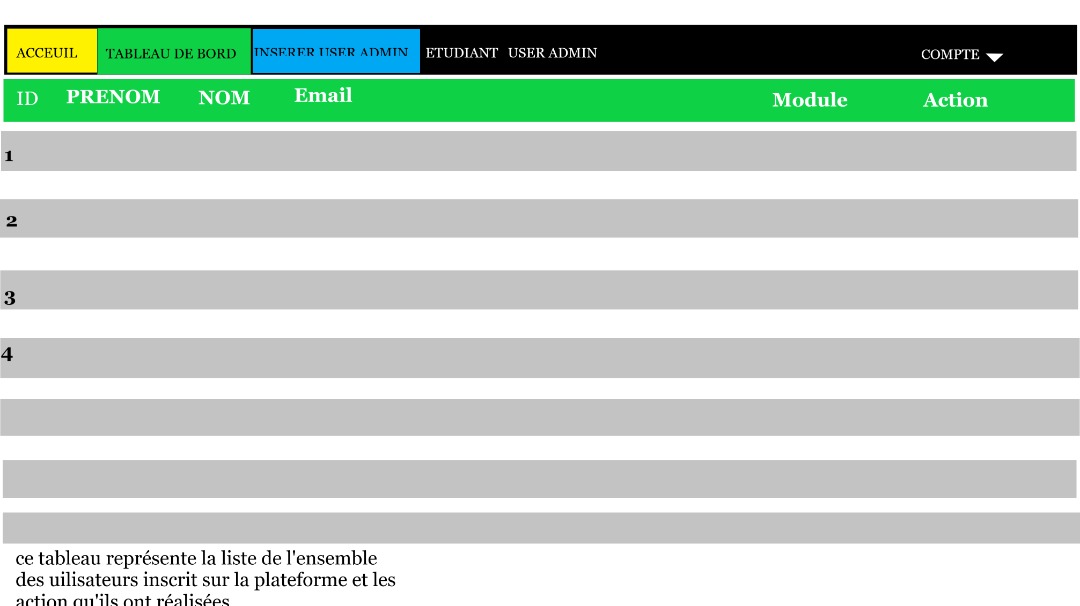 ACCEUIL TABLEAU DE BORD INSERER USER ADMIN ETUDIANT USER ADMIN COMPTE
ID PRENOM NOM Email Module Action
1
2
3
4
ce tableau représente la liste de l'ensemble
des uilisateurs inscrit sur la plateforme et les
action qu'ils ont réalisées